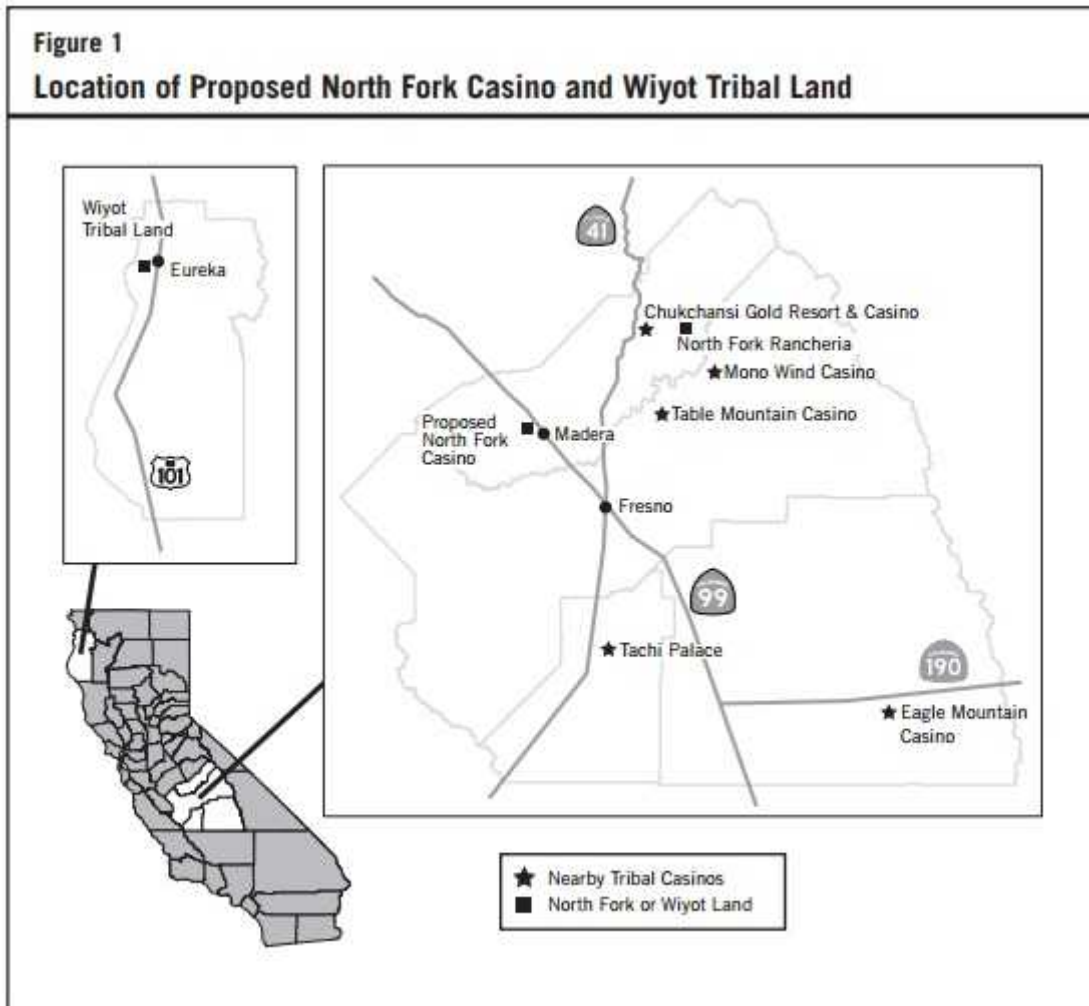 Figure 1
Location of Proposed North Fork Casino and Wiyot Tribal Land
Wiyot
Tribal Land
Eureka
101
41
Chukchansi Gold Resort & Casino
North Fork Rancheria
Mono Wind Casino
Table Mountain Casino
Proposed
North Fork
Casino
Madera
Fresno
99
Tachi Palace
190
Eagle Mountain
Casino
Nearby Tribal Casinos
North Fork or Wiyot Land